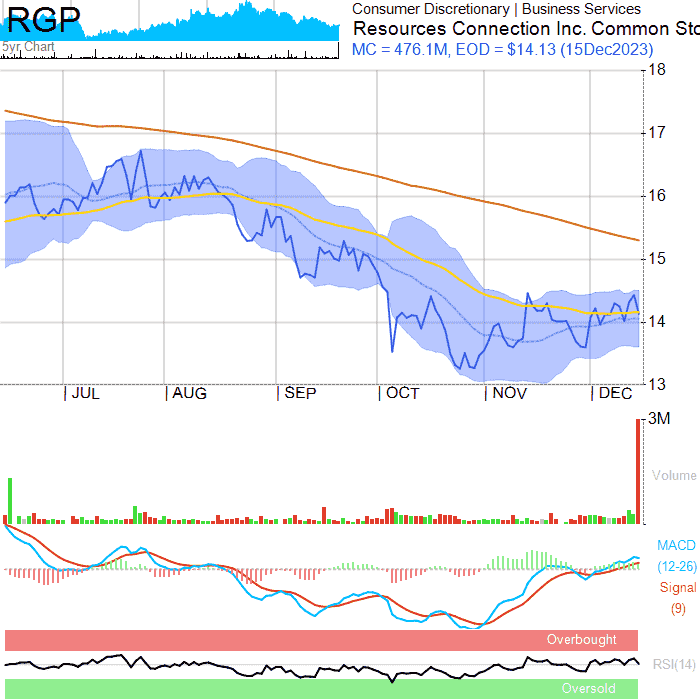 RGP
5yr. Chart
Consumer Discretionary | Business Services
Resources Connection Inc. Common Sto
MC = 476.1M, EOD = $14.13 (15Dec2023)
18
17
16
15
14
13
JUL AUG SEP OCT NOV DEC
3M
Volume
MACD
(12-26)
Signal
(9)
Overbought
RSI(14)
Oversold